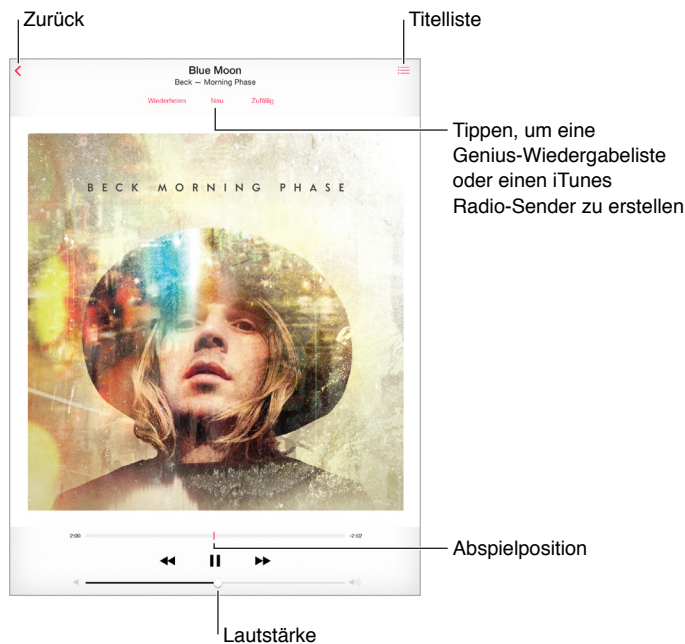 Zurück
Titelliste
Blue Moon
Beck — Morning Phase
Wiederholen Neu Zufällig
Tippen, um eine
Genius-Wiedergabeliste
oder einen iTunes
Radio-Sender zu erstellen
BECK MORNING PHASE
2:00 -2:02
Abspielposition
Lautstärke